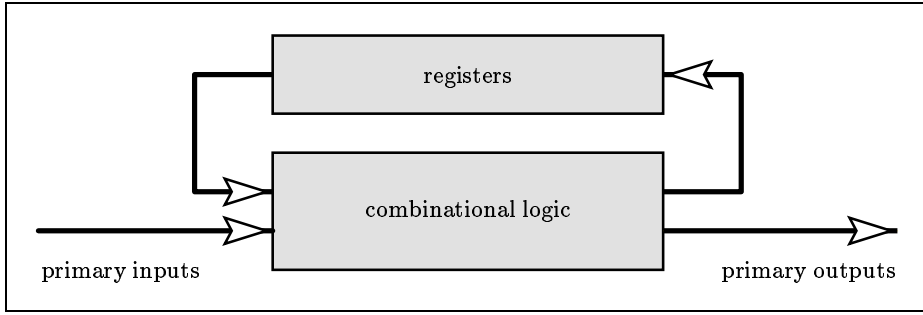 registers
combinational logic
primary inputs
primary outputs